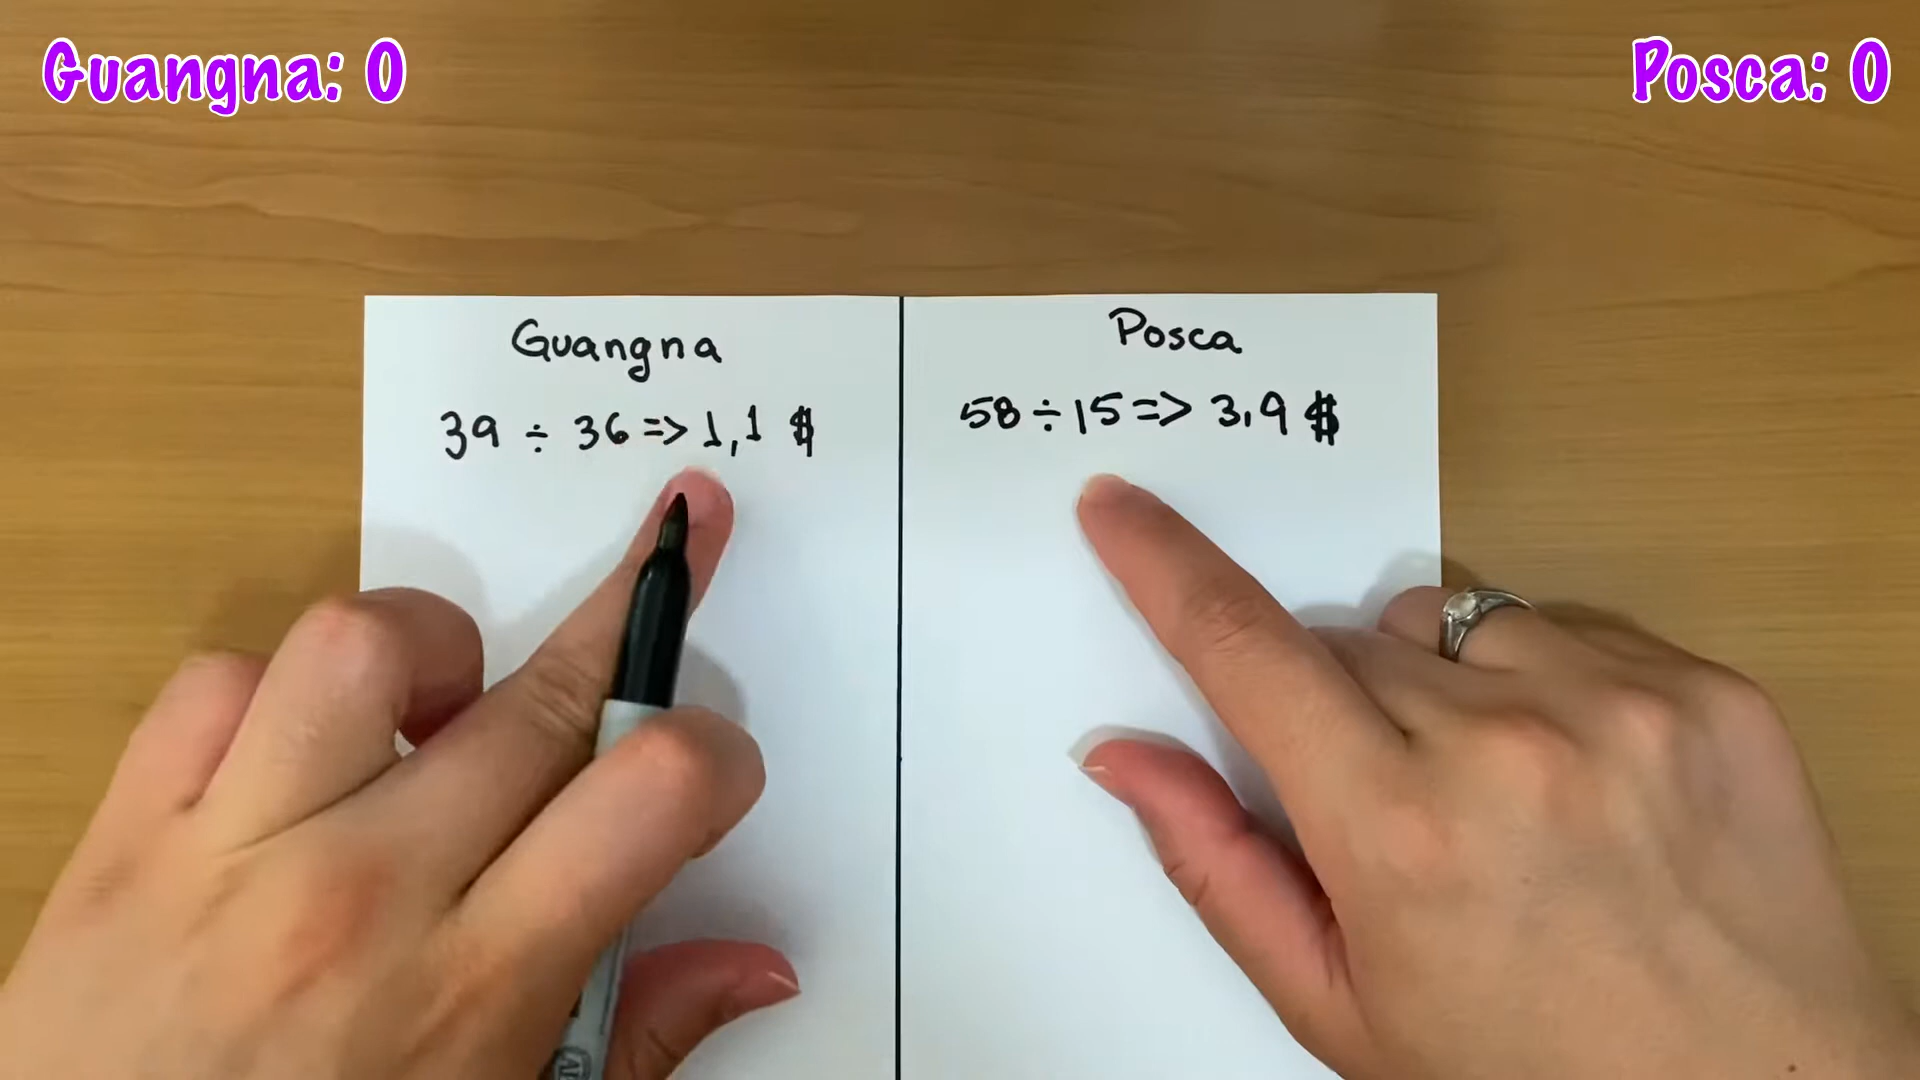 Guangna: 0
Posca: 0
Guangna
39 ÷ 36 => 1,1 $
Posca
58 ÷ 15 => 3,9 $